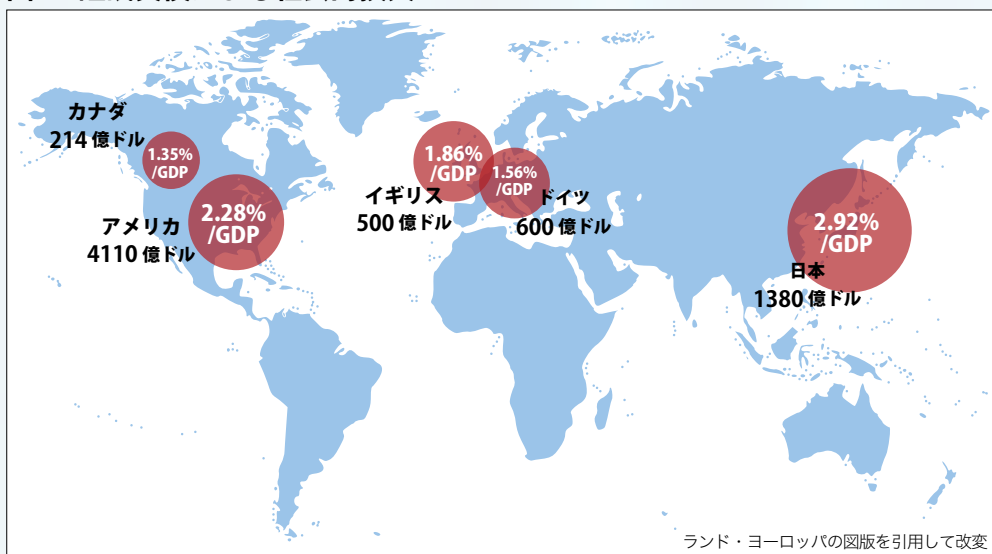 カナダ
214 億ドル
1.35%
/GDP
アメリカ
4110 億ドル
2.28%
/GDP
イギリス
500 億ドル
1.86%
/GDP
ドイツ
600 億ドル
1.56%
/GDP
日本
1380 億ドル
2.92%
/GDP
ランド・ヨーロッパの図版を引用して改変